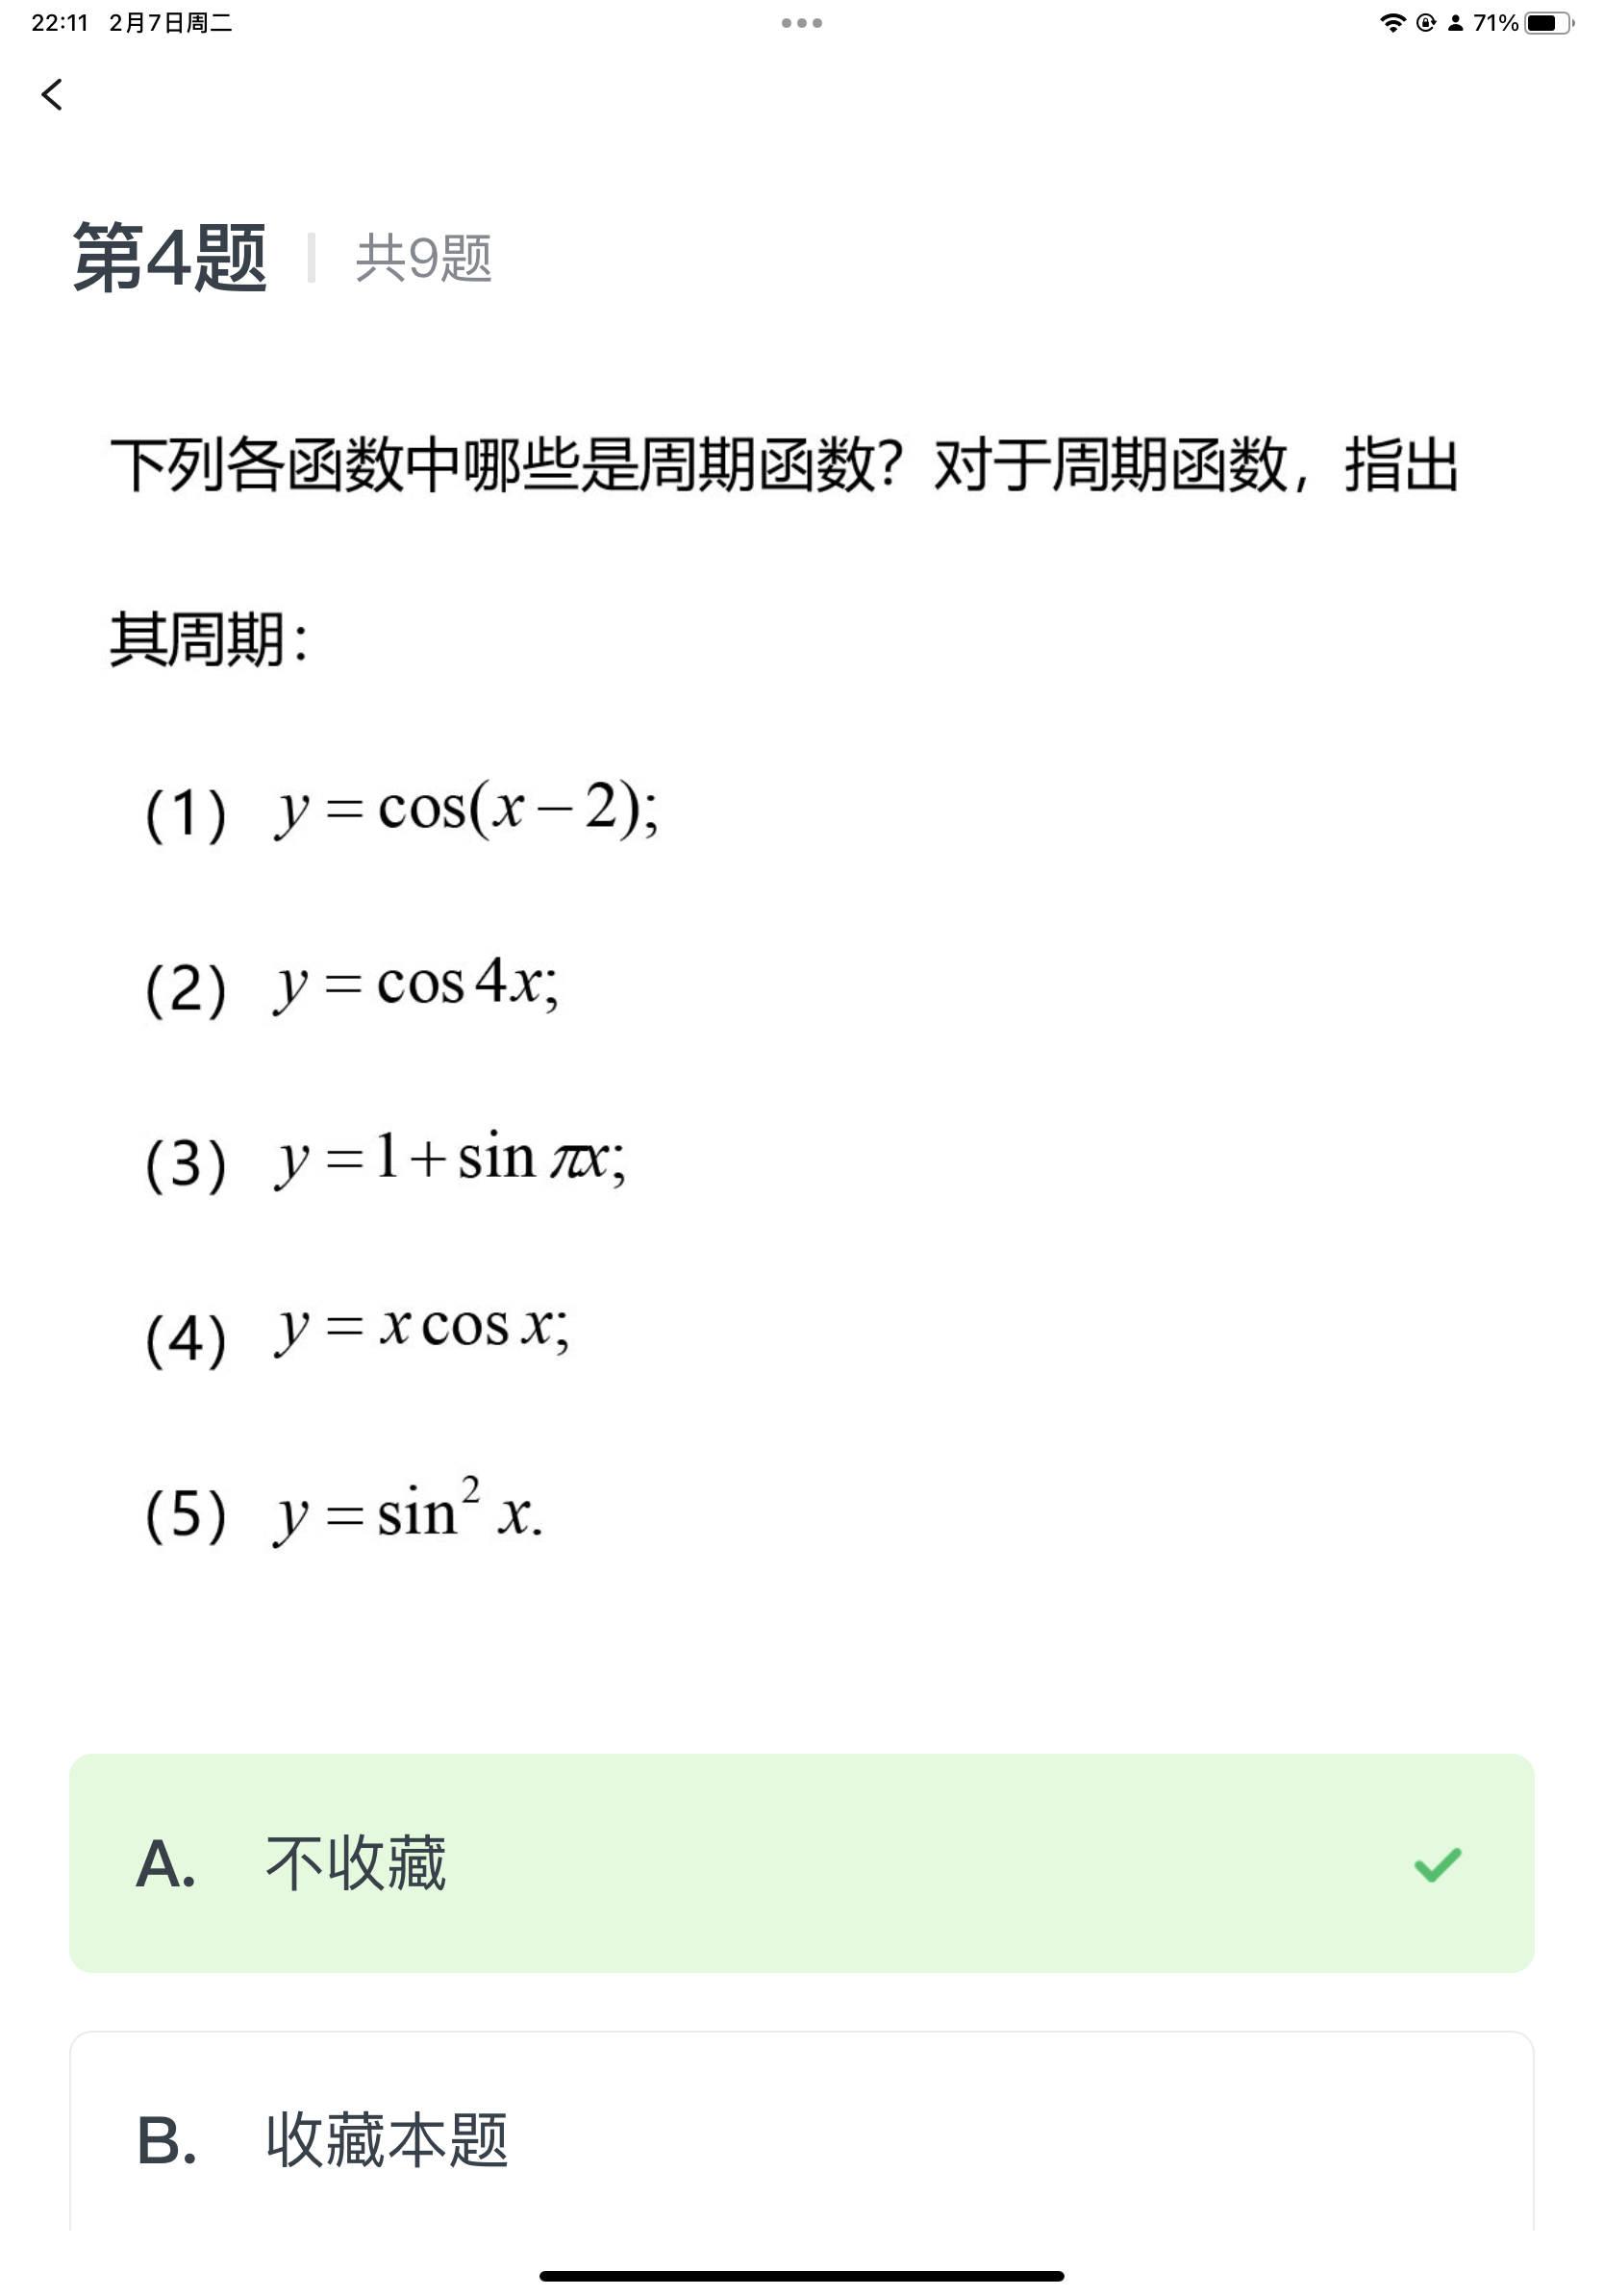 22:11 2月7日周二
71%
第4题 共9题
下列各函数中哪些是周期函数？对于周期函数，指出
其周期：
（1） y = cos(x − 2);
（2） y = cos 4x;
（3） y = 1 + sin πx;
（4） y = x cos x;
（5） y = sin² x.
A. 不收藏
B. 收藏本题